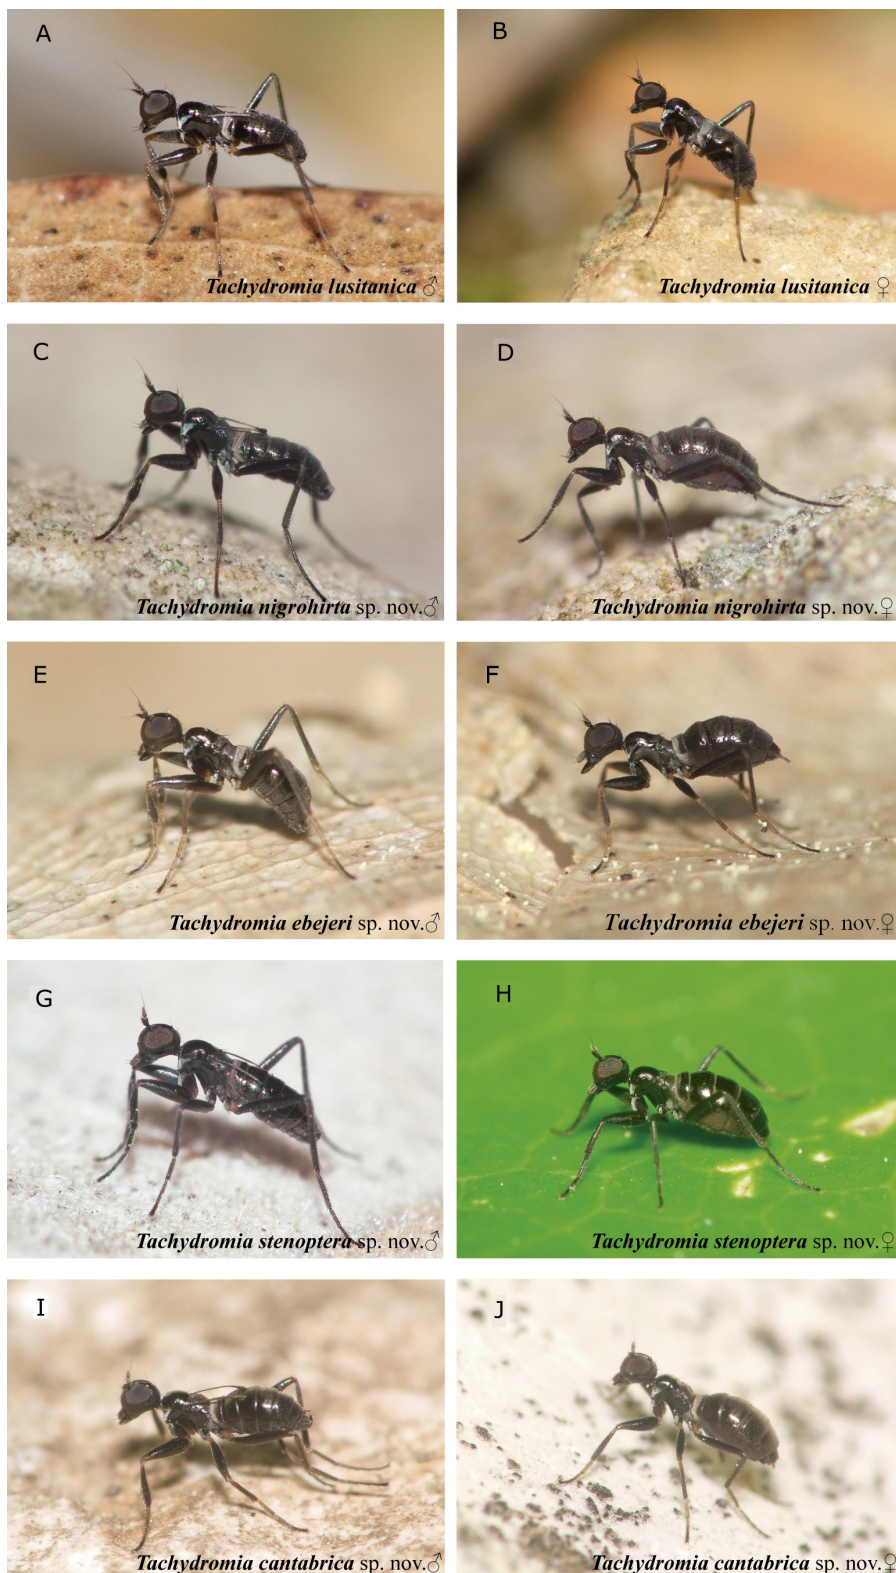 A
B
Tachydromia lusitanica ♂
Tachydromia lusitanica ♀
C
D
Tachydromia nigrohirta sp. nov.♂
Tachydromia nigrohirta sp. nov.♀
E
F
Tachydromia ebejeri sp. nov.♂
Tachydromia ebejeri sp. nov.♀
G
H
Tachydromia stenoptera sp. nov.♂
Tachydromia stenoptera sp. nov.♀
I
J
Tachydromia cantabrica sp. nov.♂
Tachydromia cantabrica sp. nov.♀